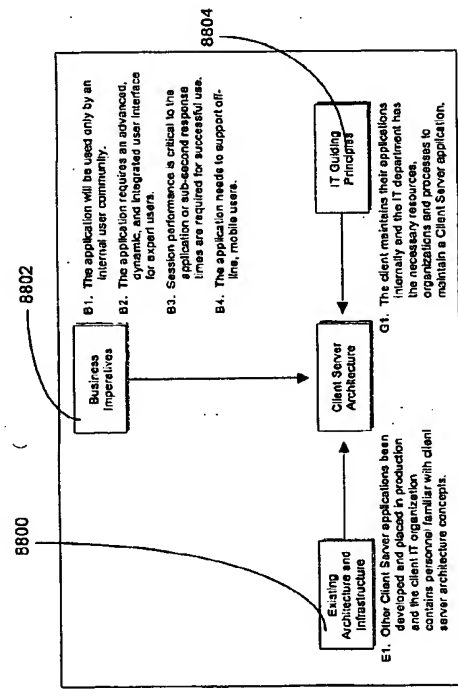 8802
8800
8804
Business
Imperatives
B1. The application will be used only by an
internal user community.
B2. The application requires an advanced,
dynamic, and integrated user interface
for expert users.
B3. Session performance is critical to the
application or sub-second response
times are required for successful use.
B4. The application needs to support off-
line, mobile users.
Existing
Architecture and
Infrastructure
Client Server
Architecture
IT Guiding
Principles
E1. Other Client Server applications been
developed and placed in production
and the client IT organization
contains personnel familiar with client
server architecture concepts.
G1. The client maintains their applications
internally and the IT department has
the necessary resources,
organizations and processes to
maintain a Client Server application.